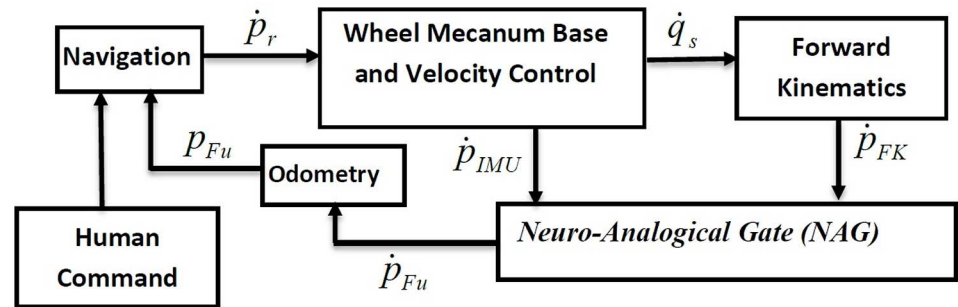 ṗ_r
q̇_s
Navigation
Wheel Mecanum Base
and Velocity Control
Forward
Kinematics
p_Fu
ṗ_IMU
ṗ_FK
Odometry
Human
Command
Neuro-Analogical Gate (NAG)
ṗ_Fu